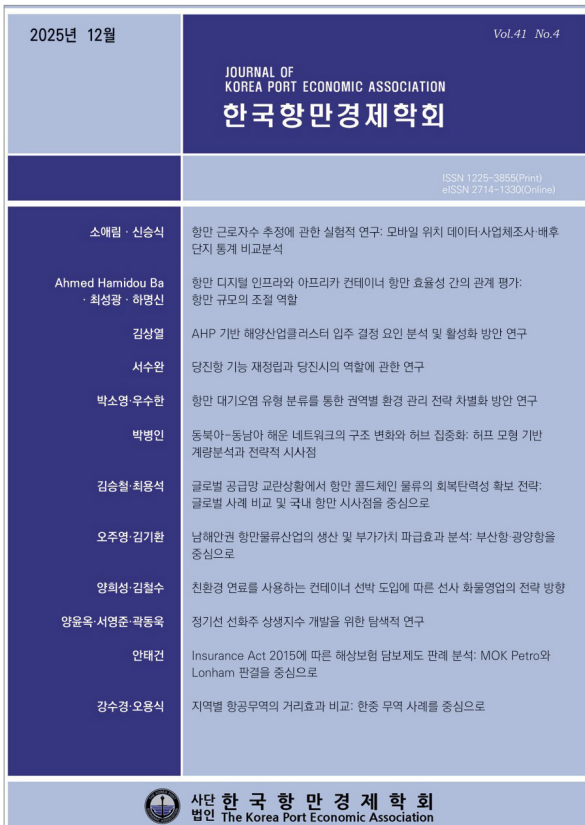 2025년 12월
Vol.41 No.4
JOURNAL OF
KOREA PORT ECONOMIC ASSOCIATION
한국항만경제학회
ISSN 1225-3855(Print)
eISSN 2714-1330(Online)
소애림 · 신승식
항만 근로자수 추정에 관한 실험적 연구: 모바일 위치 데이터·사업체조사·배후
단지 통계 비교분석
Ahmed Hamidou Ba
· 최성광 · 하명신
항만 디지털 인프라와 아프리카 컨테이너 항만 효율성 간의 관계 평가:
항만 규모의 조절 역할
김상열
AHP 기반 해양산업클러스터 입주 결정 요인 분석 및 활성화 방안 연구
서수완
당진항 기능 재정립과 당진시의 역할에 관한 연구
박소영·우수한
항만 대기오염 유형 분류를 통한 권역별 환경 관리 전략 차별화 방안 연구
박병인
동북아-동남아 해운 네트워크의 구조 변화와 허브 집중화: 허프 모형 기반
계량분석과 전략적 시사점
김승철·최용석
글로벌 공급망 교란상황에서 항만 콜드체인 물류의 회복탄력성 확보 전략:
글로벌 사례 비교 및 국내 항만 시사점을 중심으로
오주영·김기환
남해안권 항만물류산업의 생산 및 부가가치 파급효과 분석: 부산항·광양항을
중심으로
양희성·김철수
친환경 연료를 사용하는 컨테이너 선박 도입에 따른 선사 화물영업의 전략 방향
양윤옥·서영준·곽동욱
정기선 선화주 상생지수 개발을 위한 탐색적 연구
안태건
Insurance Act 2015에 따른 해상보험 담보제도 판례 분석: MOK Petro와
Lonham 판결을 중심으로
강수경·오용식
지역별 항공무역의 거리효과 비교: 한중 무역 사례를 중심으로
사단
법인
한국항만경제학회
The Korea Port Economic Association